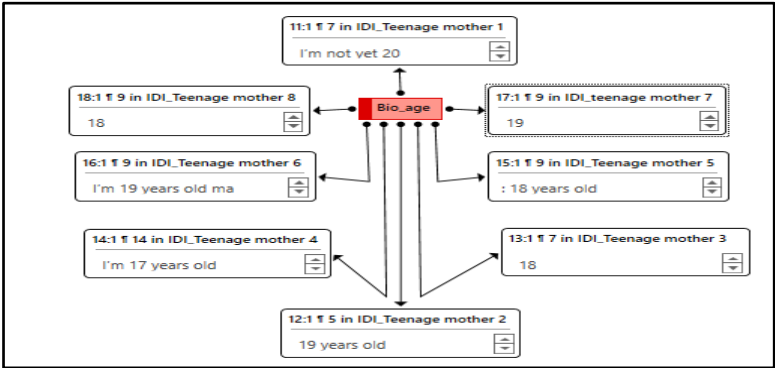 11:1 ¶ 7 in IDI_Teenage mother 1
I'm not yet 20
18:1 ¶ 9 in IDI_Teenage mother 8
18
Bio_age
17:1 ¶ 9 in IDI_teenage mother 7
19
16:1 ¶ 9 in IDI_Teenage mother 6
I'm 19 years old ma
15:1 ¶ 9 in IDI_Teenage mother 5
: 18 years old
14:1 ¶ 14 in IDI_Teenage mother 4
I'm 17 years old
13:1 ¶ 7 in IDI_Teenage mother 3
18
12:1 ¶ 5 in IDI_Teenage mother 2
19 years old